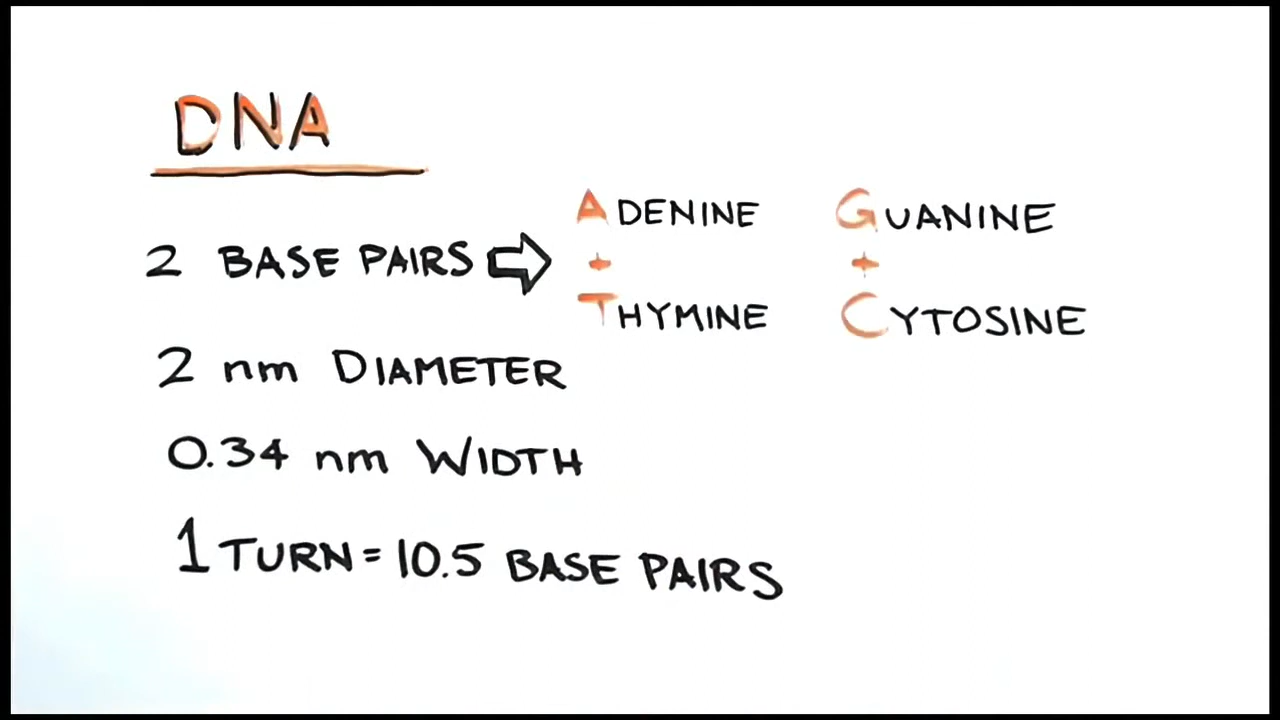 DNA
ADENINE GUANINE
2 BASE PAIRS ⇨ + +
THYMINE CYTOSINE
2 nm DIAMETER
0.34 nm WIDTH
1 TURN = 10.5 BASE PAIRS